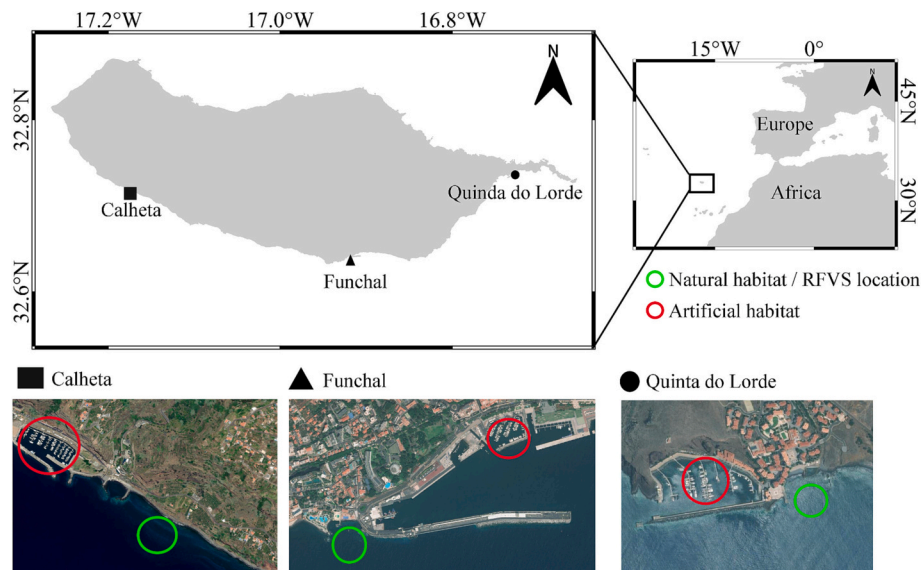 17.2°W
17.0°W
16.8°W
32.8°N
32.6°N
N
Calheta
Quinda do Lorde
Funchal
15°W
0°
45°N
30°N
N
Europe
Africa
Natural habitat / RFVS location
Artificial habitat
Calheta
Funchal
Quinta do Lorde